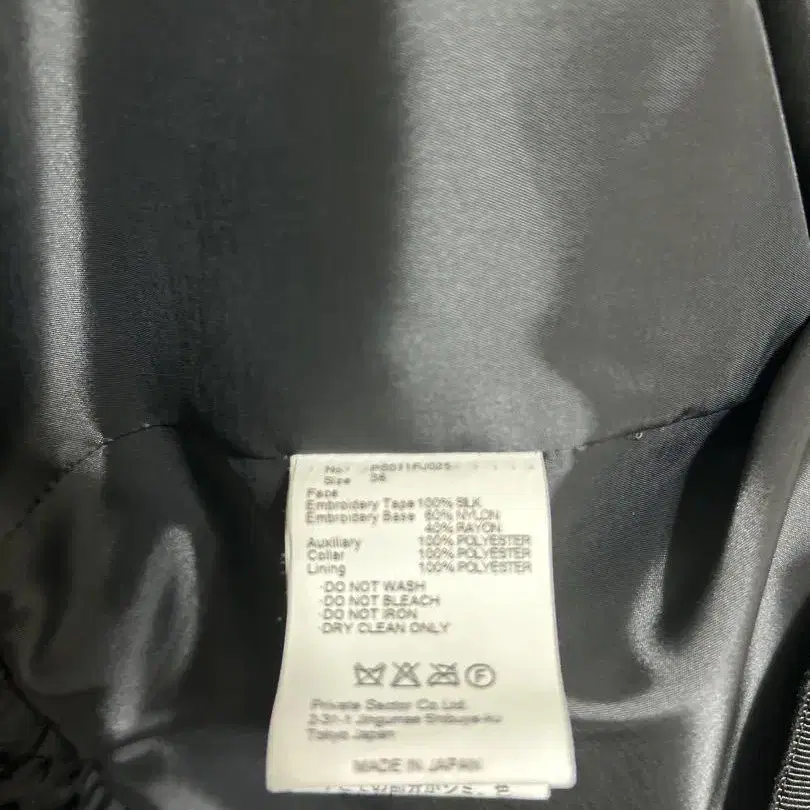 No.
Size 36
Face
Embroidery Tape 100% SILK
Embroidery Base 60% NYLON
40% RAYON
Auxiliary 100% POLYESTER
Collar 100% POLYESTER
Lining 100% POLYESTER
·DO NOT WASH
·DO NOT BLEACH
·DO NOT IRON
·DRY CLEAN ONLY
F
Private Sector Co.Ltd.
2-31-1 Jingumae Shibuya-ku
Tokyo Japan
MADE IN JAPAN